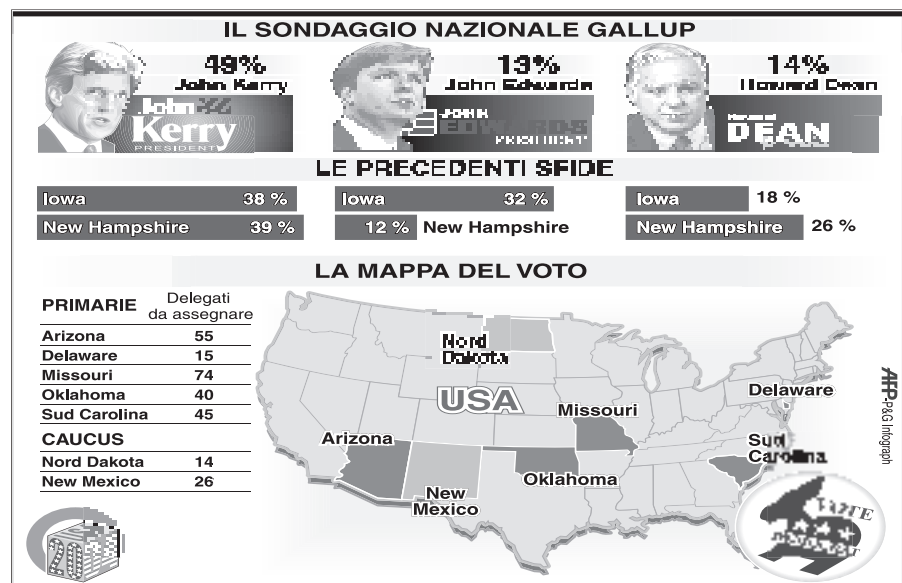 IL SONDAGGIO NAZIONALE GALLUP
49% 13% 14%
John Kerry John Edwards Howard Dean
John
Kerry
PRESIDENT
JOHN
EDWARDS
PRESIDENT
DEAN
LE PRECEDENTI SFIDE
Iowa 38 % Iowa 32 % Iowa 18 %
New Hampshire 39 % 12 % New Hampshire New Hampshire 26 %
LA MAPPA DEL VOTO
PRIMARIE Delegati
da assegnare
Arizona 55
Delaware 15
Missouri 74
Oklahoma 40
Sud Carolina 45
CAUCUS
Nord Dakota 14
New Mexico 26
Nord
Dakota
USA
Delaware
Missouri
Arizona
Sud
Carolina
Oklahoma
New
Mexico
AFP-P&G Infograph
20